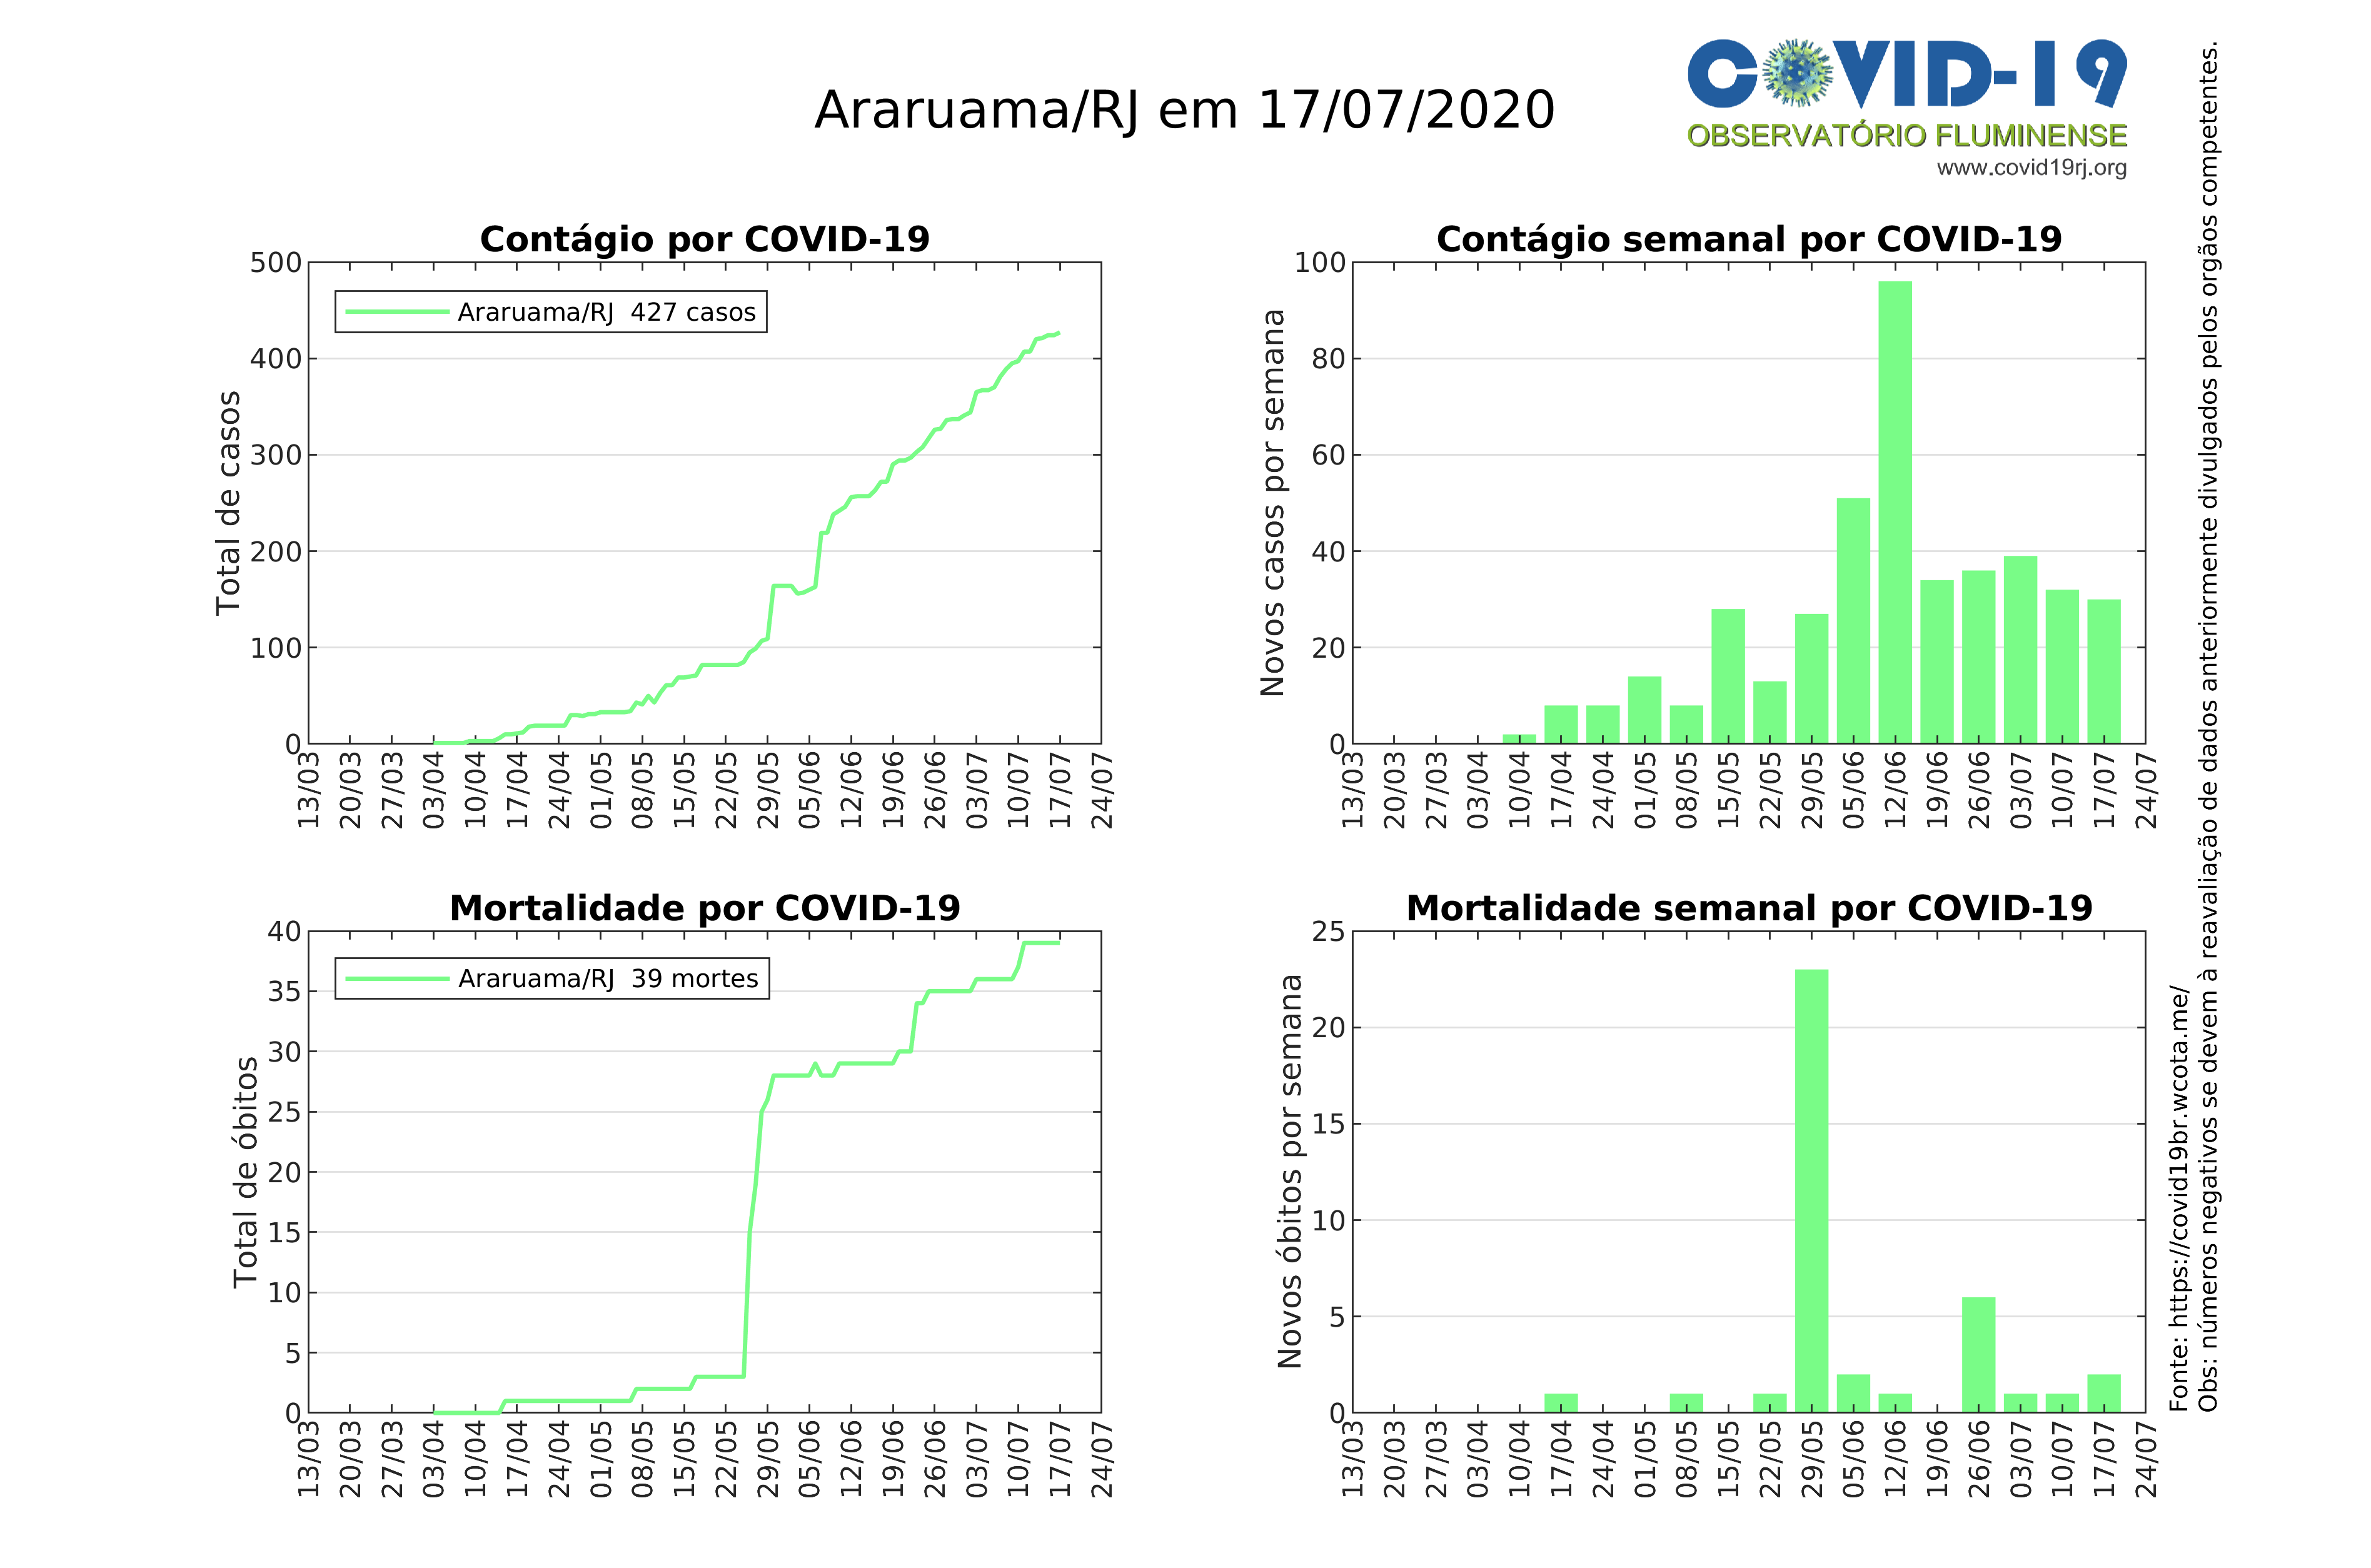 Araruama/RJ em 17/07/2020
COVID-19
OBSERVATÓRIO FLUMINENSE
www.covid19rj.org
Contágio por COVID-19
Total de casos
500
400
300
200
100
0
Araruama/RJ 427 casos
13/03 20/03 27/03 03/04 10/04 17/04 24/04 01/05 08/05 15/05 22/05 29/05 05/06 12/06 19/06 26/06 03/07 10/07 17/07 24/07
Contágio semanal por COVID-19
Novos casos por semana
100
80
60
40
20
0
13/03 20/03 27/03 03/04 10/04 17/04 24/04 01/05 08/05 15/05 22/05 29/05 05/06 12/06 19/06 26/06 03/07 10/07 17/07 24/07
Mortalidade por COVID-19
Total de óbitos
40
35
30
25
20
15
10
5
0
Araruama/RJ 39 mortes
13/03 20/03 27/03 03/04 10/04 17/04 24/04 01/05 08/05 15/05 22/05 29/05 05/06 12/06 19/06 26/06 03/07 10/07 17/07 24/07
Mortalidade semanal por COVID-19
Novos óbitos por semana
25
20
15
10
5
0
13/03 20/03 27/03 03/04 10/04 17/04 24/04 01/05 08/05 15/05 22/05 29/05 05/06 12/06 19/06 26/06 03/07 10/07 17/07 24/07
Fonte: https://covid19br.wcota.me/
Obs: números negativos se devem à reavaliação de dados anteriormente divulgados pelos orgãos competentes.